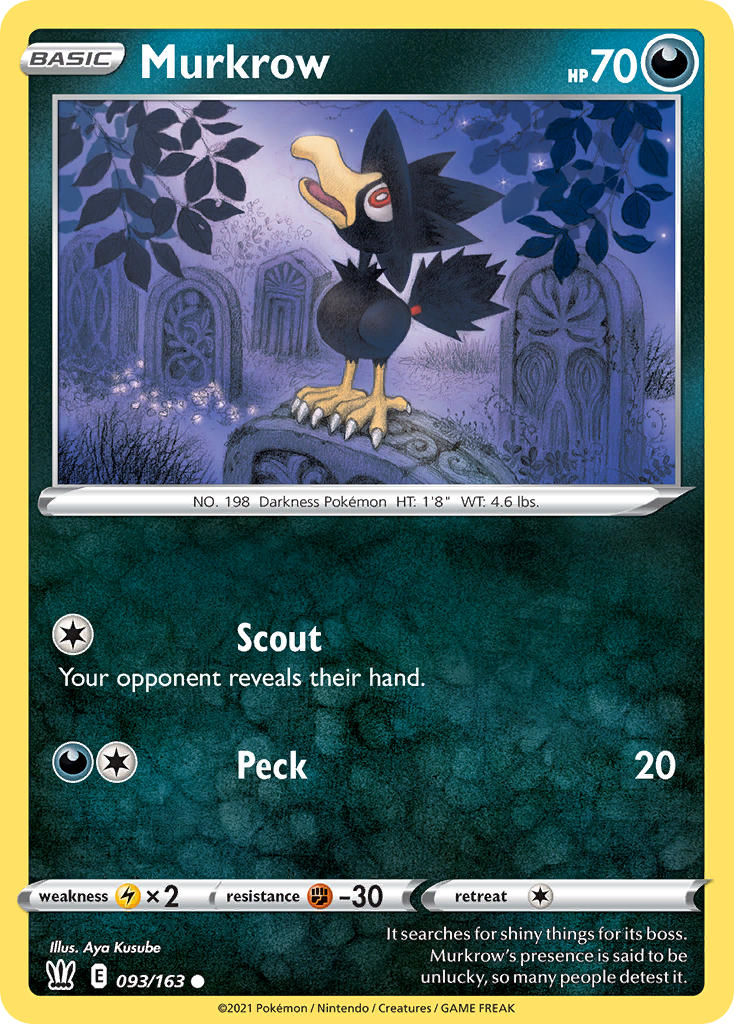 BASIC Murkrow HP 70
NO. 198 Darkness Pokémon HT: 1'8" WT: 4.6 lbs.
Scout
Your opponent reveals their hand.
Peck 20
weakness ×2 resistance -30 retreat
Illus. Aya Kusube
It searches for shiny things for its boss.
Murkrow's presence is said to be
unlucky, so many people detest it.
E 093/163
©2021 Pokémon / Nintendo / Creatures / GAME FREAK